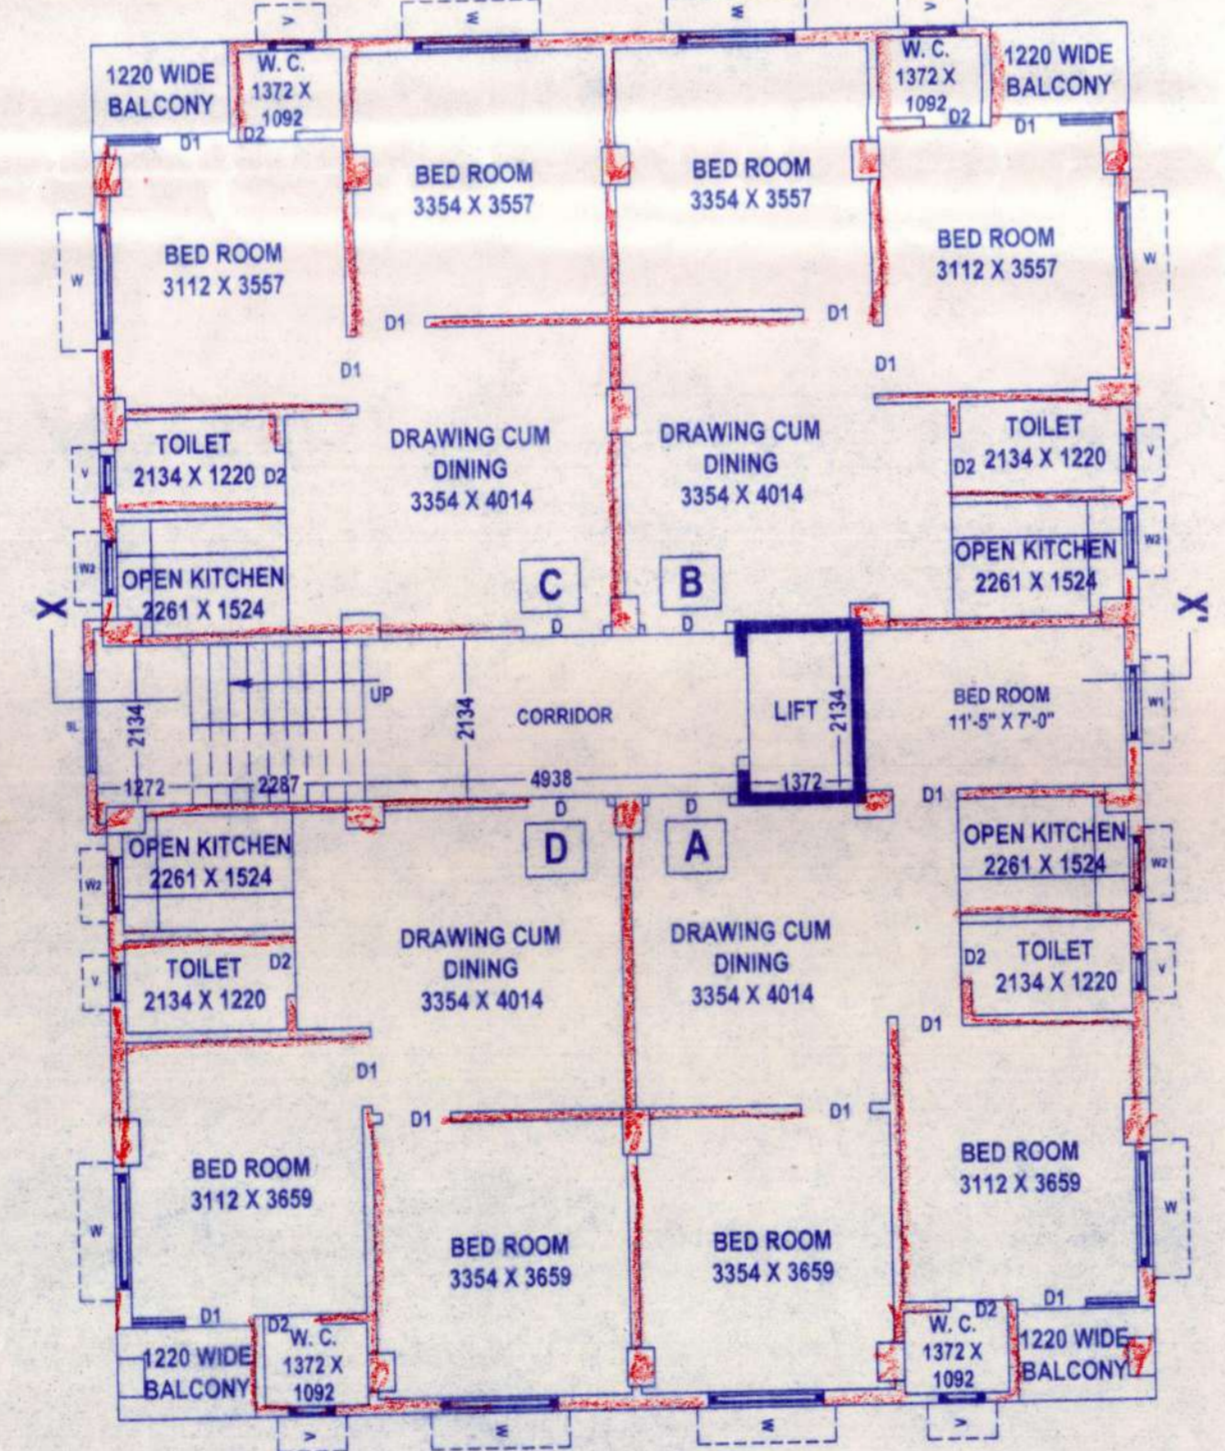 V
W
W
V
1220 WIDE
BALCONY
W. C.
1372 X
1092
D2
D1
W. C.
1372 X
1092
D2
1220 WIDE
BALCONY
D1
BED ROOM
3354 X 3557
BED ROOM
3354 X 3557
W
BED ROOM
3112 X 3557
BED ROOM
3112 X 3557
W
D1
D1
D1
D1
V
TOILET
2134 X 1220
D2
DRAWING CUM
DINING
3354 X 4014
DRAWING CUM
DINING
3354 X 4014
D2
TOILET
2134 X 1220
V
W2
OPEN KITCHEN
2261 X 1524
C
B
OPEN KITCHEN
2261 X 1524
W2
X
D
D
X'
2134
UP
2134
CORRIDOR
LIFT
2134
BED ROOM
11'-5" X 7'-0"
W1
1272
2287
4938
1372
D
D
D1
W2
OPEN KITCHEN
2261 X 1524
D
A
OPEN KITCHEN
2261 X 1524
W2
V
TOILET
2134 X 1220
D2
DRAWING CUM
DINING
3354 X 4014
DRAWING CUM
DINING
3354 X 4014
D2
TOILET
2134 X 1220
V
D1
D1
D1
D1
W
BED ROOM
3112 X 3659
BED ROOM
3354 X 3659
BED ROOM
3354 X 3659
BED ROOM
3112 X 3659
W
D1
D2
W. C.
1372 X
1092
1220 WIDE
BALCONY
D2
D1
W. C.
1372 X
1092
1220 WIDE
BALCONY
V
W
W
V